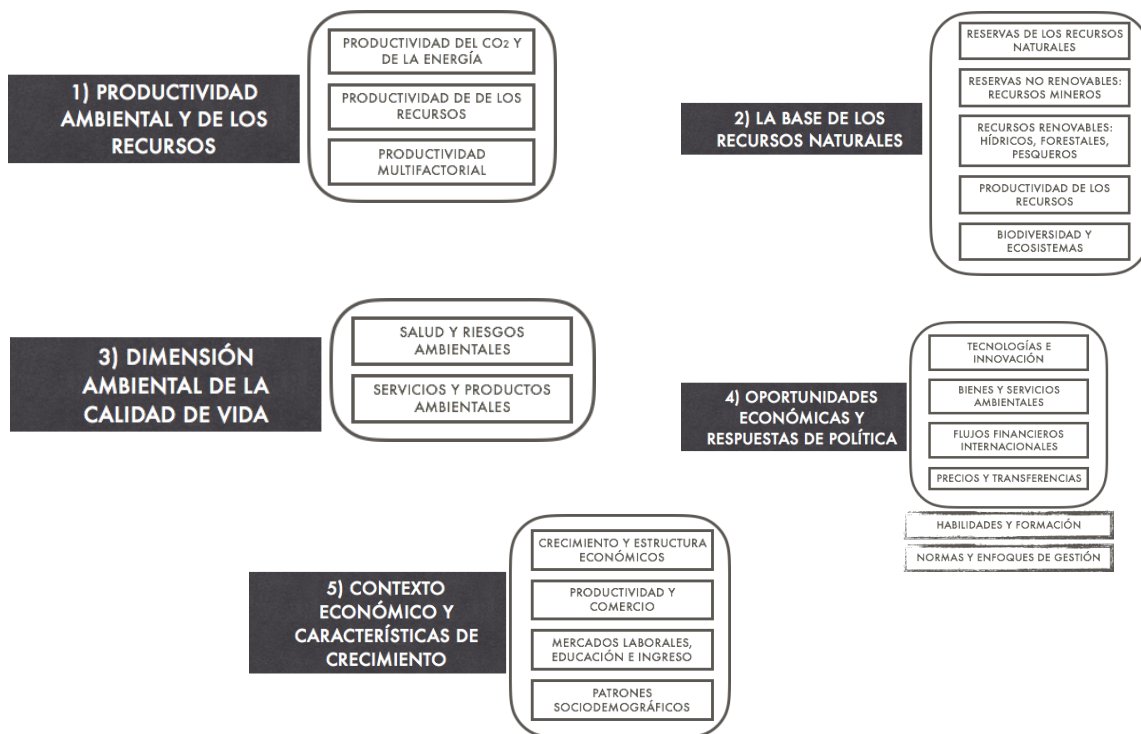 1) PRODUCTIVIDAD
AMBIENTAL Y DE LOS
RECURSOS
PRODUCTIVIDAD DEL CO2 Y
DE LA ENERGÍA
PRODUCTIVIDAD DE DE LOS
RECURSOS
PRODUCTIVIDAD
MULTIFACTORIAL
2) LA BASE DE LOS
RECURSOS NATURALES
RESERVAS DE LOS RECURSOS
NATURALES
RESERVAS NO RENOVABLES:
RECURSOS MINEROS
RECURSOS RENOVABLES:
HÍDRICOS, FORESTALES,
PESQUEROS
PRODUCTIVIDAD DE LOS
RECURSOS
BIODIVERSIDAD Y
ECOSISTEMAS
3) DIMENSIÓN
AMBIENTAL DE LA
CALIDAD DE VIDA
SALUD Y RIESGOS
AMBIENTALES
SERVICIOS Y PRODUCTOS
AMBIENTALES
4) OPORTUNIDADES
ECONÓMICAS Y
RESPUESTAS DE POLÍTICA
TECNOLOGÍAS E
INNOVACIÓN
BIENES Y SERVICIOS
AMBIENTALES
FLUJOS FINANCIEROS
INTERNACIONALES
PRECIOS Y TRANSFERENCIAS
HABILIDADES Y FORMACIÓN
NORMAS Y ENFOQUES DE GESTIÓN
5) CONTEXTO
ECONÓMICO Y
CARACTERÍSTICAS DE
CRECIMIENTO
CRECIMIENTO Y ESTRUCTURA
ECONÓMICOS
PRODUCTIVIDAD Y
COMERCIO
MERCADOS LABORALES,
EDUCACIÓN E INGRESO
PATRONES
SOCIODEMOGRÁFICOS